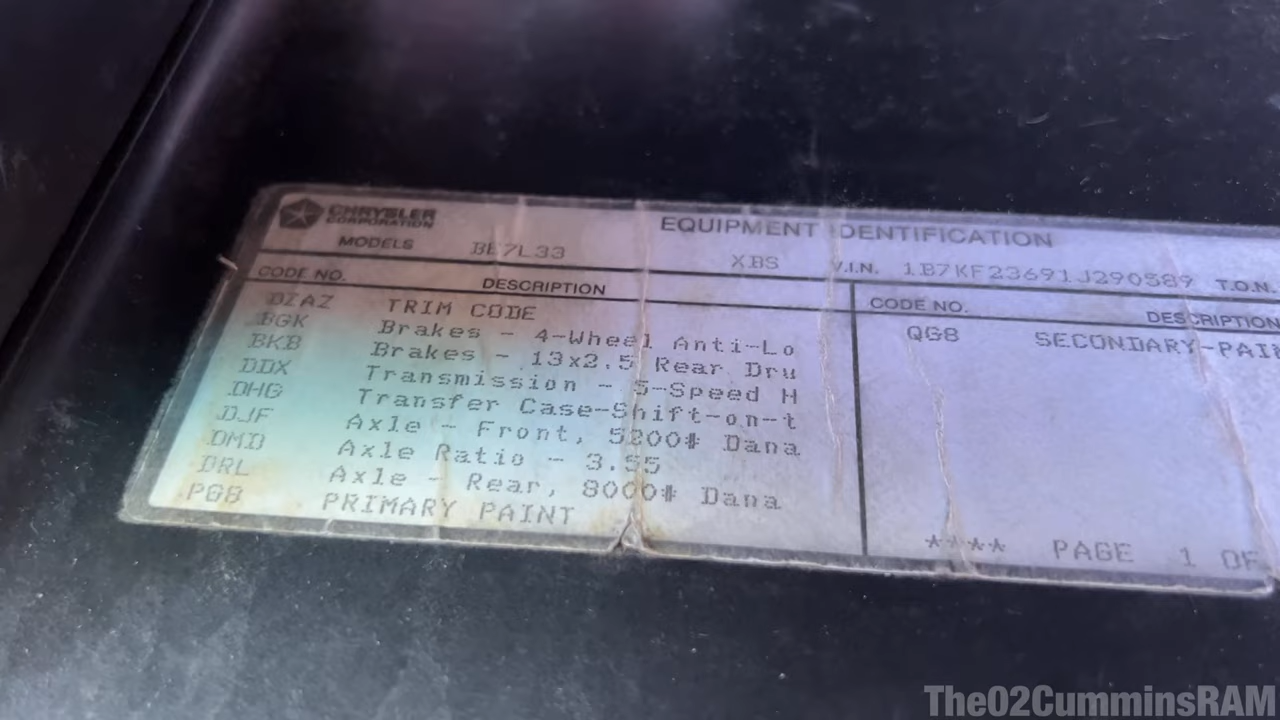 CHRYSLER
CORPORATION
EQUIPMENT IDENTIFICATION
MODELS BE7L33 XBS V.I.N. 1B7KF23691J290589 T.O.N.
CODE NO. DESCRIPTION
DIAZ TRIM CODE
BGK Brakes - 4-Wheel Anti-Lo
BKB Brakes - 13x2.5 Rear Dru
DDX Transmission - 5-Speed H
DHG Transfer Case-Shift-on-t
DJF Axle - Front, 5200# Dana
DMD Axle Ratio - 3.55
DRL Axle - Rear, 8000# Dana
PG8 PRIMARY PAINT
CODE NO. DESCRIPTION
QG8 SECONDARY-PAI
**** PAGE 1 OF
The02CumminsRAM